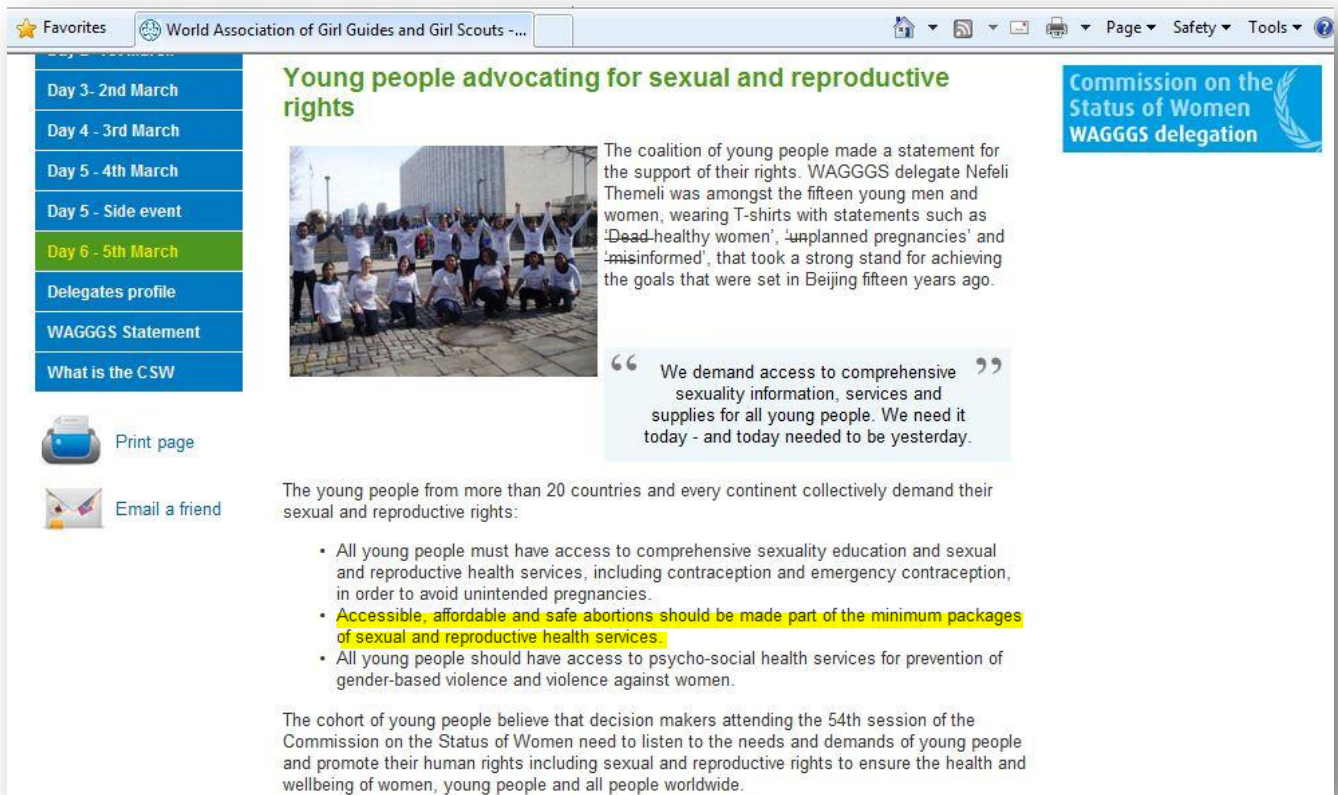 Favorites
World Association of Girl Guides and Girl Scouts -...
Page
Safety
Tools
Day 3- 2nd March
Day 4 - 3rd March
Day 5 - 4th March
Day 5 - Side event
Day 6 - 5th March
Delegates profile
WAGGGS Statement
What is the CSW
Print page
Email a friend
Young people advocating for sexual and reproductive
rights
The coalition of young people made a statement for
the support of their rights. WAGGGS delegate Nefeli
Themeli was amongst the fifteen young men and
women, wearing T-shirts with statements such as
'Dead healthy women', 'unplanned pregnancies' and
'misinformed', that took a strong stand for achieving
the goals that were set in Beijing fifteen years ago.
“ We demand access to comprehensive ”
sexuality information, services and
supplies for all young people. We need it
today - and today needed to be yesterday.
The young people from more than 20 countries and every continent collectively demand their
sexual and reproductive rights:
• All young people must have access to comprehensive sexuality education and sexual
and reproductive health services, including contraception and emergency contraception,
in order to avoid unintended pregnancies.
• Accessible, affordable and safe abortions should be made part of the minimum packages
of sexual and reproductive health services.
• All young people should have access to psycho-social health services for prevention of
gender-based violence and violence against women.
The cohort of young people believe that decision makers attending the 54th session of the
Commission on the Status of Women need to listen to the needs and demands of young people
and promote their human rights including sexual and reproductive rights to ensure the health and
wellbeing of women, young people and all people worldwide.
Commission on the
Status of Women
WAGGGS delegation